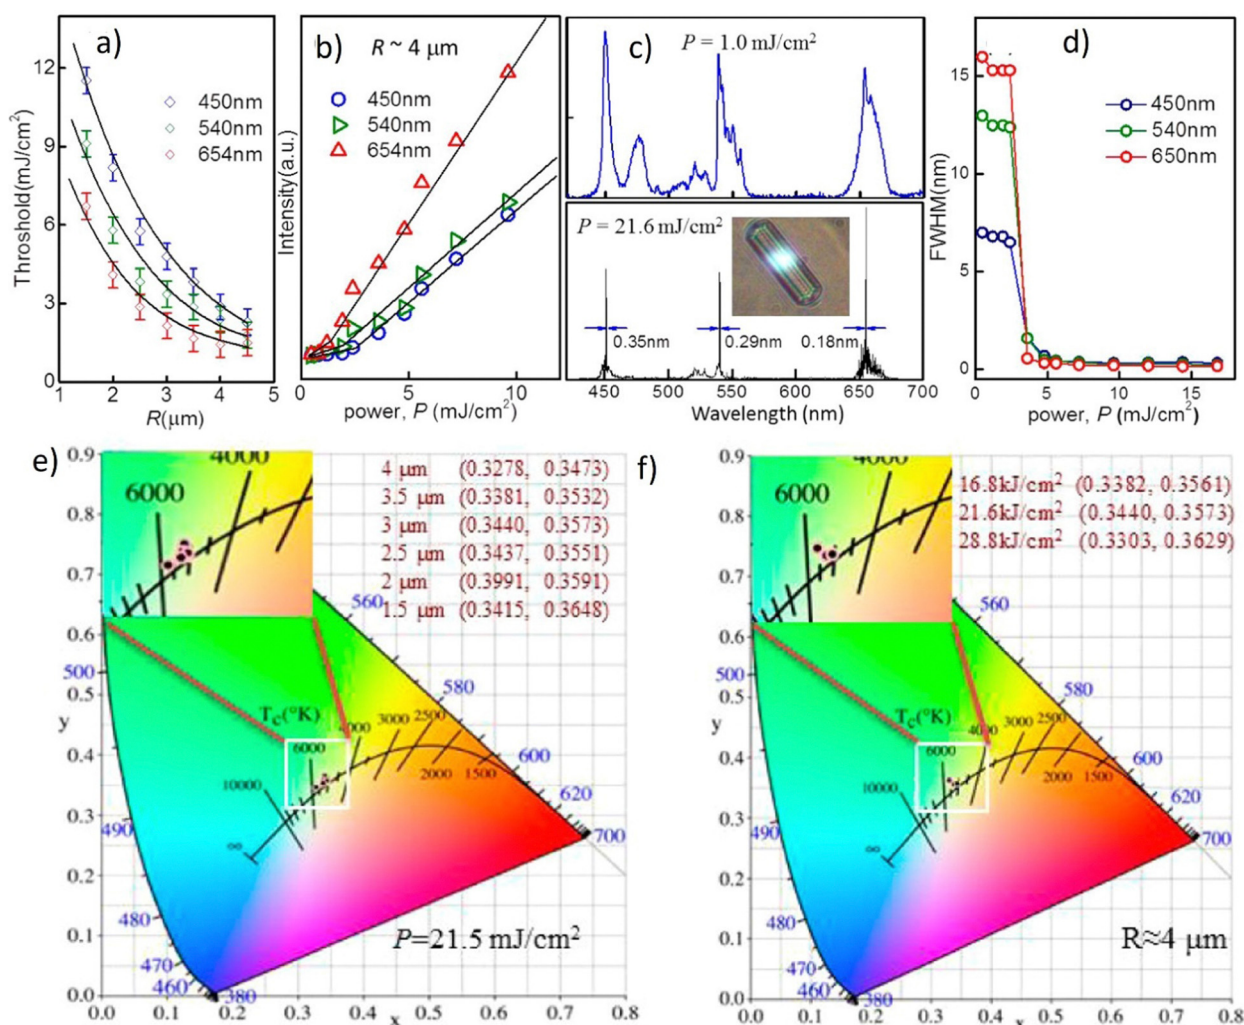 a)
Throshold(mJ/cm²)
12
9
6
3
0
450nm
540nm
654nm
1 2 3 4 5
R(μm)
b)
R ~ 4 μm
Intensity(a.u.)
450nm
540nm
654nm
0 5 10
power, P (mJ/cm²)
c)
P = 1.0 mJ/cm²
P = 21.6 mJ/cm²
0.35nm
0.29nm
0.18nm
450 500 550 600 650 700
Wavelength (nm)
d)
FWHM(nm)
15
10
5
0
450nm
540nm
650nm
0 5 10 15
power, P (mJ/cm²)
e)
0.9
0.8
0.7
0.6
0.5
0.4
0.3
0.2
0.1
0.0
y
6000
4000
4 μm (0.3278, 0.3473)
3.5 μm (0.3381, 0.3532)
3 μm (0.3440, 0.3573)
2.5 μm (0.3437, 0.3551)
2 μm (0.3991, 0.3591)
1.5 μm (0.3415, 0.3648)
560
580
600
620
700
500
490
480
470
460
380
Tc(°K)
10000
6000
4000
3000
2500
2000
1500
∞
P=21.5 mJ/cm²
0.0 0.1 0.2 0.3 0.4 0.5 0.6 0.7 0.8
x
f)
0.9
0.8
0.7
0.6
0.5
0.4
0.3
0.2
0.1
0.0
y
6000
4000
16.8kJ/cm² (0.3382, 0.3561)
21.6kJ/cm² (0.3440, 0.3573)
28.8kJ/cm² (0.3303, 0.3629)
560
580
600
620
700
500
490
480
470
460
380
Tc(°K)
10000
6000
4000
3000
2500
2000
1500
∞
R≈4 μm
0.0 0.1 0.2 0.3 0.4 0.5 0.6 0.7 0.8
x